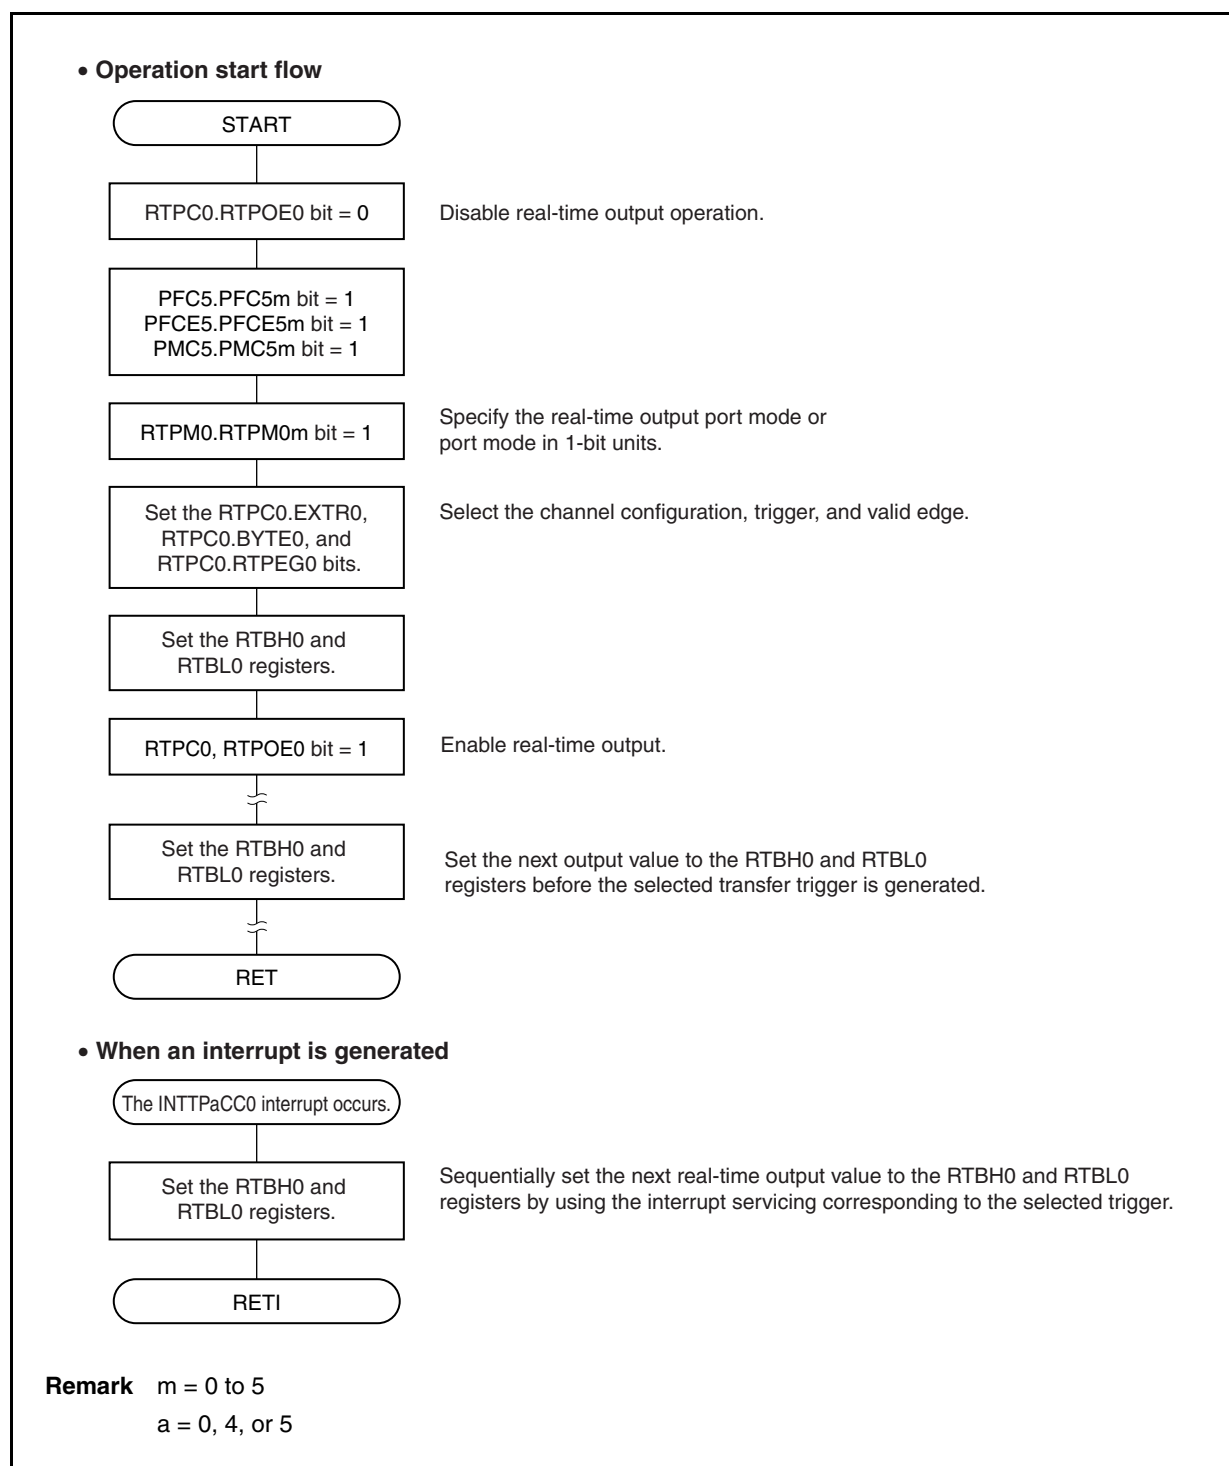 • Operation start flow
START
RTPC0.RTPOE0 bit = 0
Disable real-time output operation.
PFC5.PFC5m bit = 1
PFCE5.PFCE5m bit = 1
PMC5.PMC5m bit = 1
RTPM0.RTPM0m bit = 1
Specify the real-time output port mode or
port mode in 1-bit units.
Set the RTPC0.EXTR0,
RTPC0.BYTE0, and
RTPC0.RTPEG0 bits.
Select the channel configuration, trigger, and valid edge.
Set the RTBH0 and
RTBL0 registers.
RTPC0, RTPOE0 bit = 1
Enable real-time output.
Set the RTBH0 and
RTBL0 registers.
Set the next output value to the RTBH0 and RTBL0
registers before the selected transfer trigger is generated.
RET
• When an interrupt is generated
The INTTPaCC0 interrupt occurs.
Set the RTBH0 and
RTBL0 registers.
Sequentially set the next real-time output value to the RTBH0 and RTBL0
registers by using the interrupt servicing corresponding to the selected trigger.
RETI
Remark m = 0 to 5
a = 0, 4, or 5